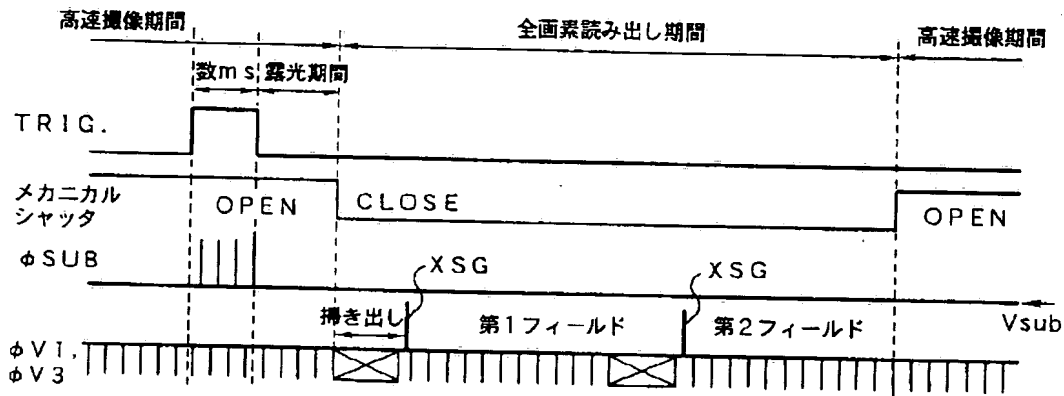 高速撮像期間
全画素読み出し期間
高速撮像期間
数ms
露光期間
TRIG.
メカニカル
シャッタ
OPEN
CLOSE
OPEN
φSUB
XSG
XSG
Vsub
掃き出し
第1フィールド
第2フィールド
φV1,
φV3